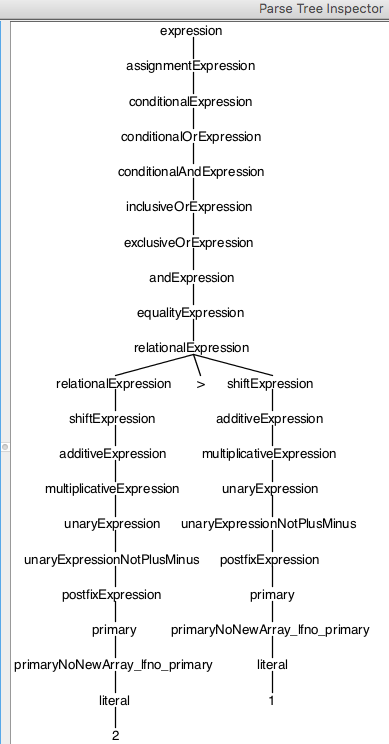 Parse Tree Inspector
expression
assignmentExpression
conditionalExpression
conditionalOrExpression
conditionalAndExpression
inclusiveOrExpression
exclusiveOrExpression
andExpression
equalityExpression
relationalExpression
relationalExpression > shiftExpression
shiftExpression additiveExpression
additiveExpression multiplicativeExpression
multiplicativeExpression unaryExpression
unaryExpression unaryExpressionNotPlusMinus
unaryExpressionNotPlusMinus postfixExpression
postfixExpression primary
primary primaryNoNewArray_lfno_primary
primaryNoNewArray_lfno_primary literal
literal 1
2